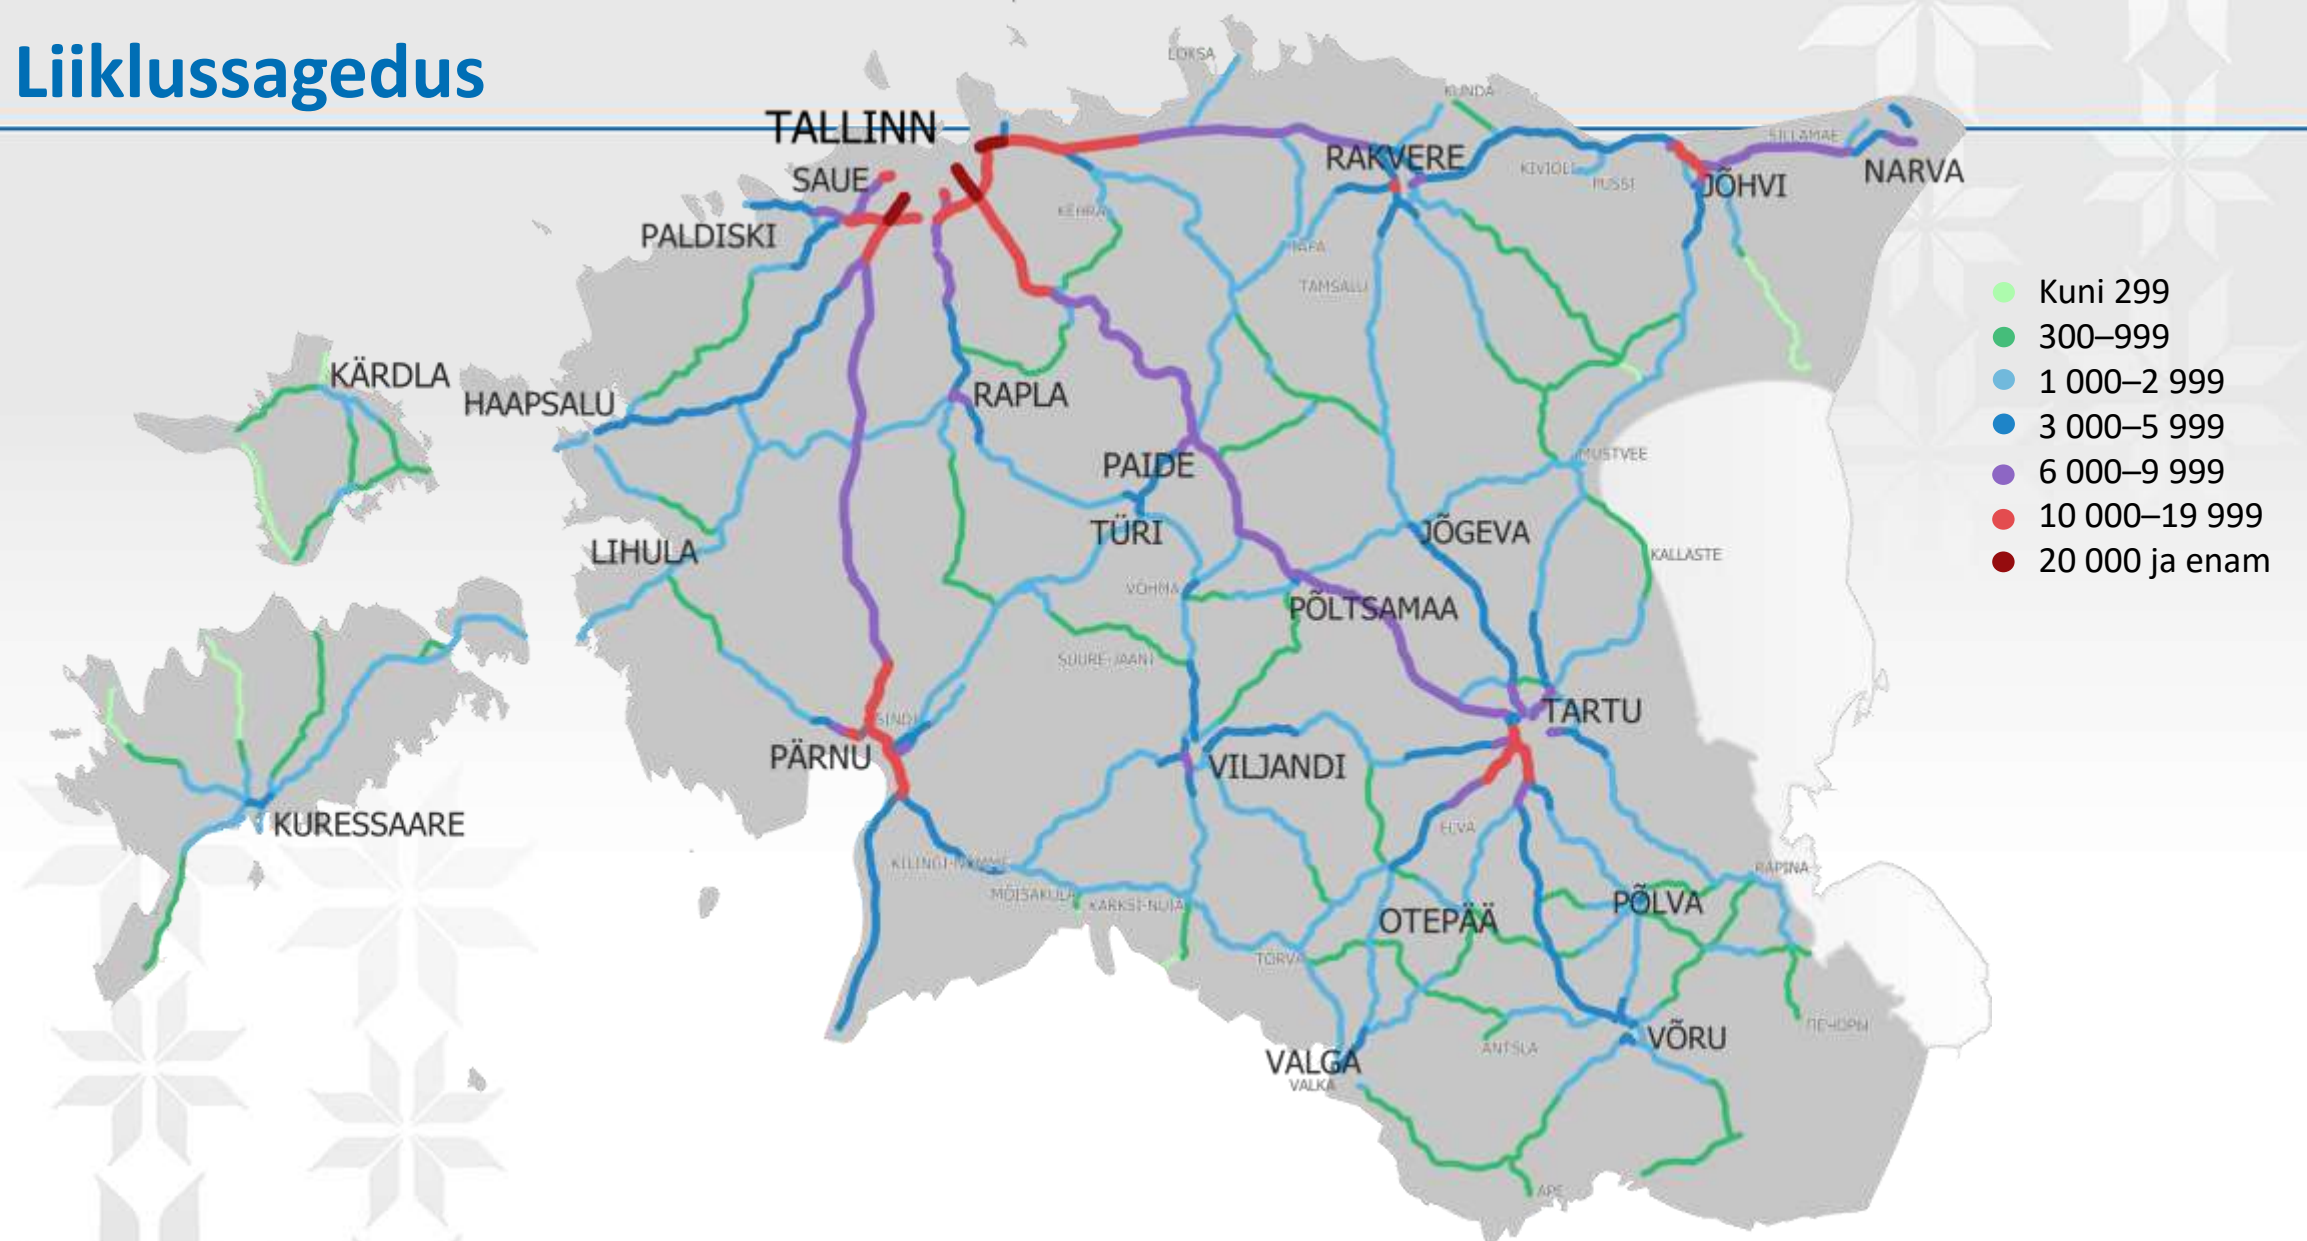 Liiklussagedus
LOKSA
KUNDA
TALLINN
SILLAMÄE
RAKVERE
KIVIÕLI
PÜSSI
NARVA
SAUE
JÕHVI
KEHRA
PALDISKI
TAPA
TAMSALU
Kuni 299
300–999
1 000–2 999
3 000–5 999
6 000–9 999
10 000–19 999
20 000 ja enam
KÄRDLA
HAAPSALU
RAPLA
PAIDE
MUSTVEE
TÜRI
JÕGEVA
LIHULA
KALLASTE
VÕHMA
PÕLTSAMAA
SUURE-JAANI
SINDI
TARTU
PÄRNU
VILJANDI
KURESSAARE
ELVA
KILINGI-NÕMME
RÄPINA
MÕISAKÜLA
KARKSI-NUIA
PÕLVA
OTEPÄÄ
TÕRVA
ПЕЧОРЫ
VÕRU
ANTSLA
VALGA
VALKA
APE